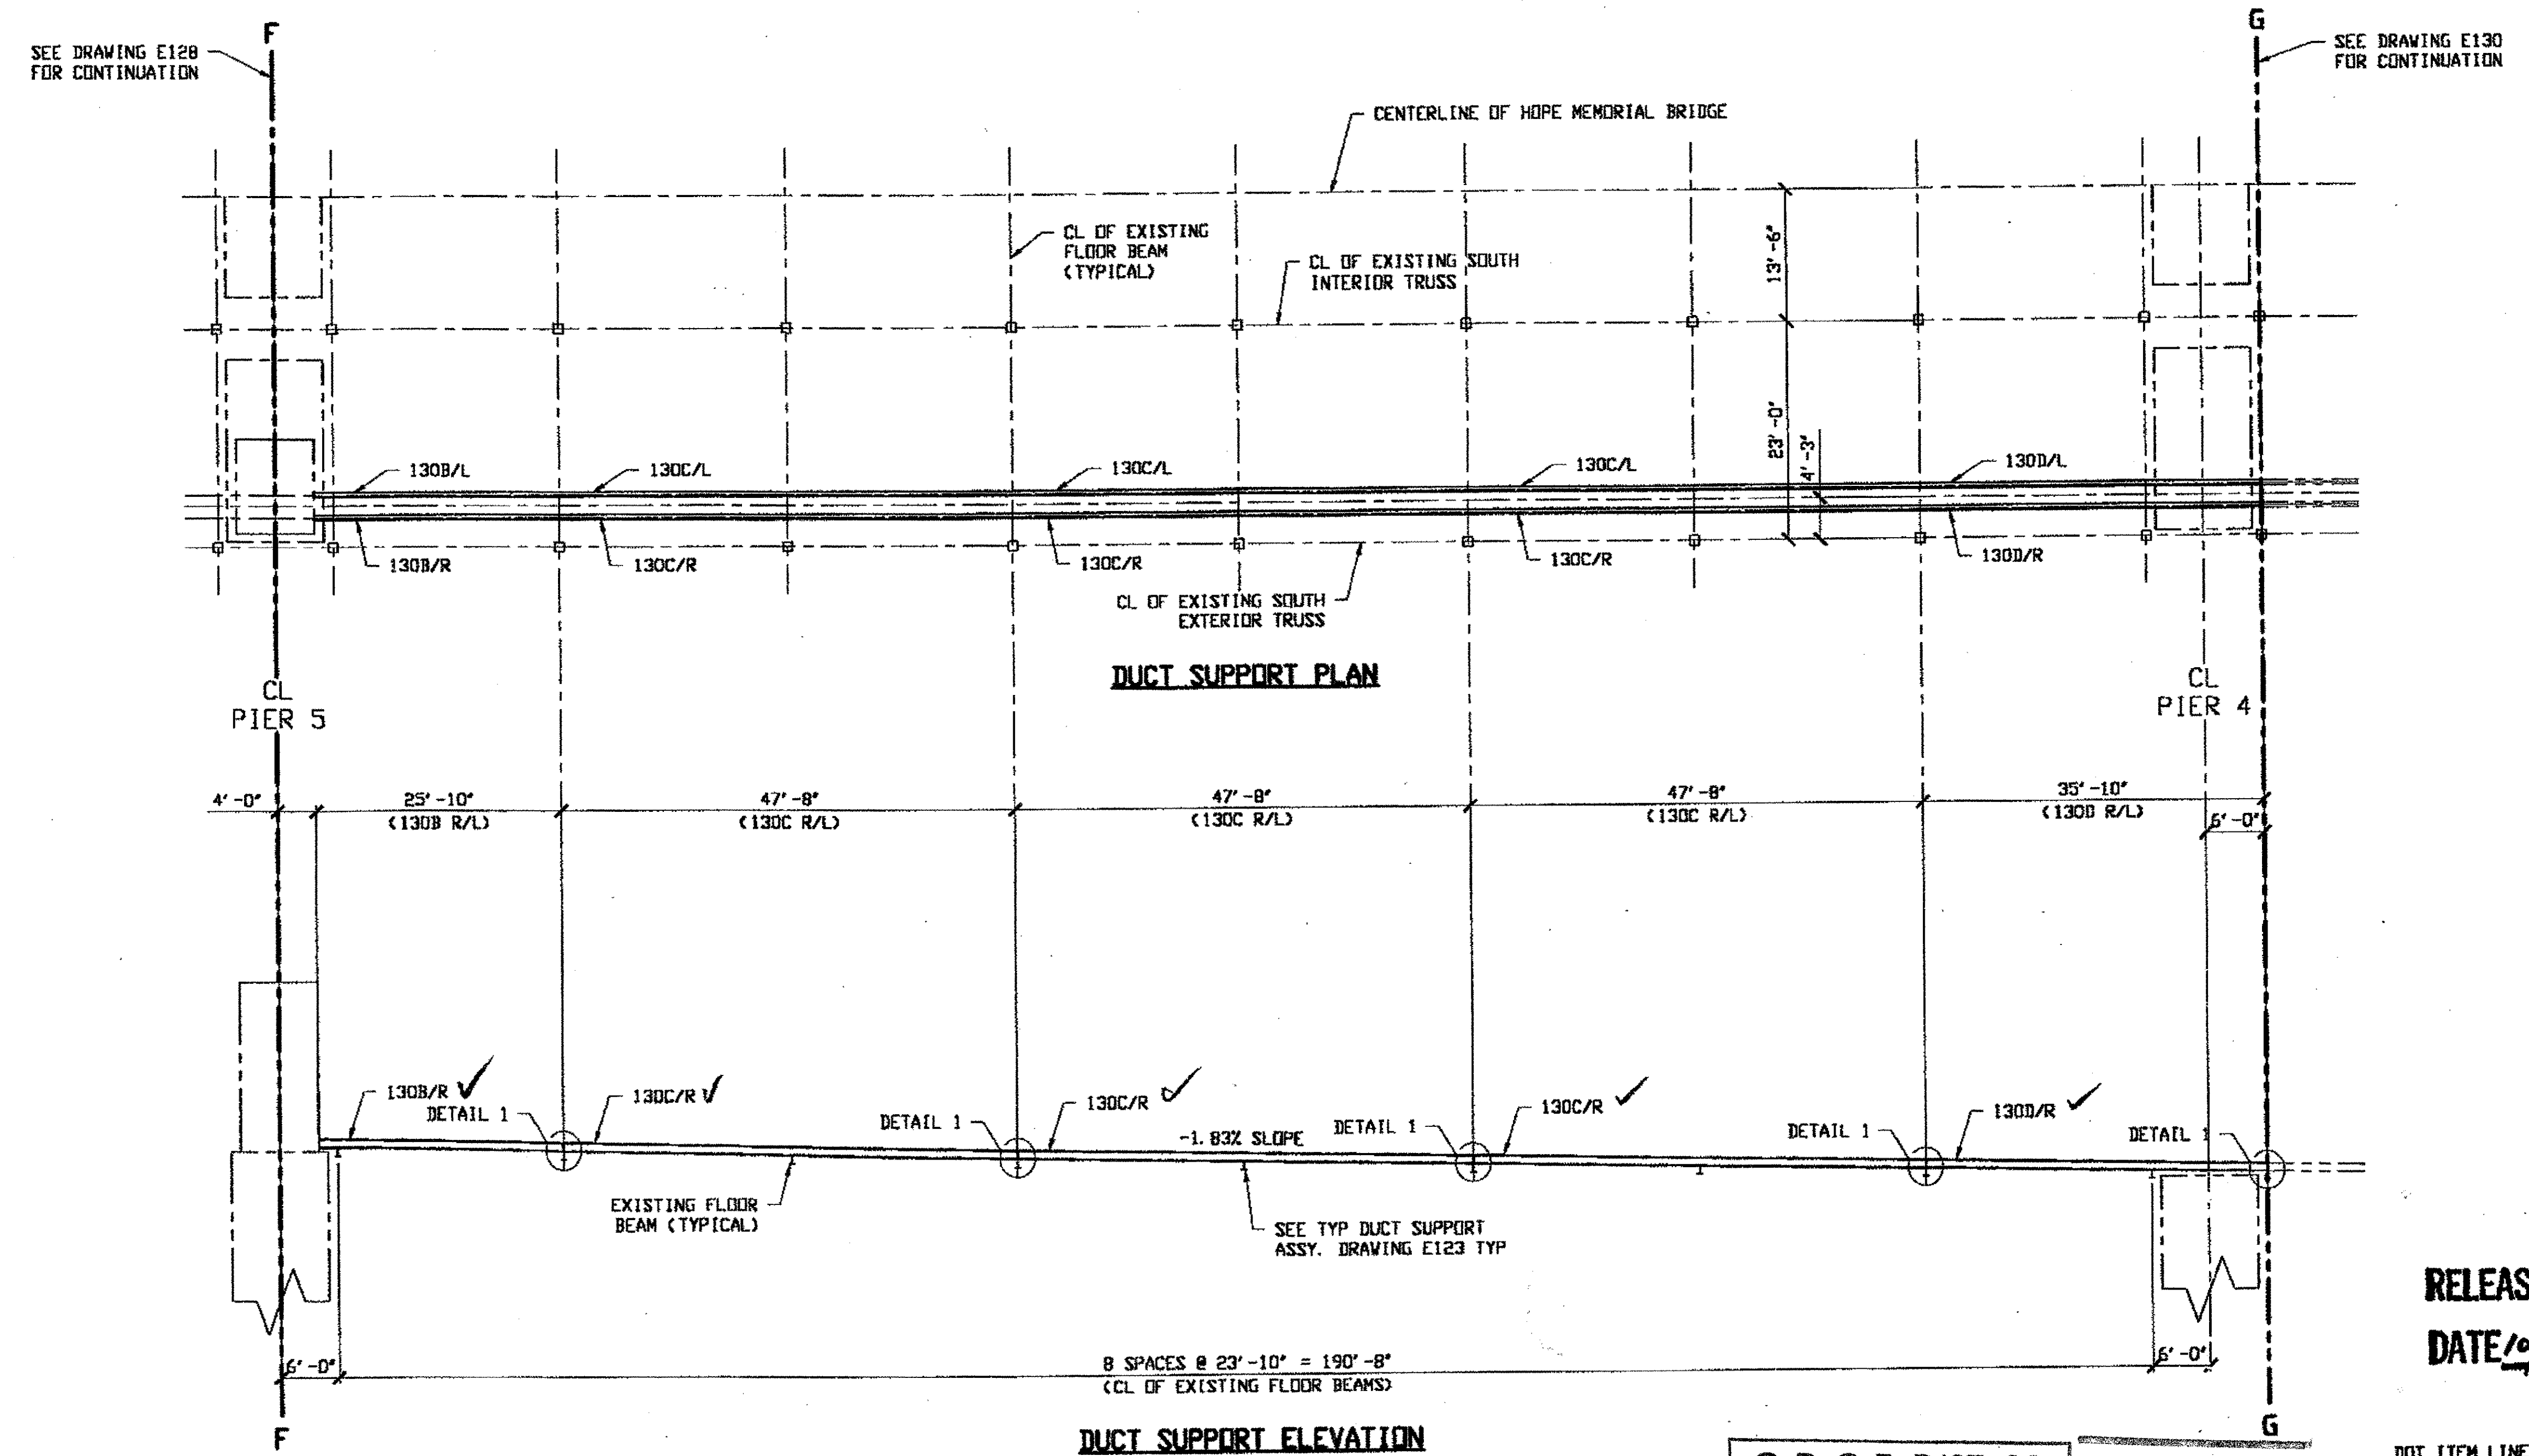 F
G
SEE DRAWING E128
FOR CONTINUATION
SEE DRAWING E130
FOR CONTINUATION
CENTERLINE OF HOPE MEMORIAL BRIDGE
CL OF EXISTING
FLOOR BEAM
(TYPICAL)
CL OF EXISTING SOUTH
INTERIOR TRUSS
13'-6"
23'-0"
4'-3"
130B/L
130C/L
130C/L
130C/L
130D/L
130B/R
130C/R
130C/R
130C/R
130D/R
CL OF EXISTING SOUTH
EXTERIOR TRUSS
DUCT SUPPORT PLAN
CL
PIER 5
CL
PIER 4
4'-0"
25'-10"
(130B R/L)
47'-8"
(130C R/L)
47'-8"
(130C R/L)
47'-8"
(130C R/L)
35'-10"
(130D R/L)
6'-0"
130B/R
130C/R
130C/R
130C/R
130D/R
DETAIL 1
DETAIL 1
DETAIL 1
DETAIL 1
DETAIL 1
-1.83% SLOPE
EXISTING FLOOR
BEAM (TYPICAL)
SEE TYP DUCT SUPPORT
ASSY. DRAWING E123 TYP
6'-0"
8 SPACES @ 23'-10" = 190'-8"
(CL OF EXISTING FLOOR BEAMS)
6'-0"
F
G
DUCT SUPPORT ELEVATION
RELEAS
DATE